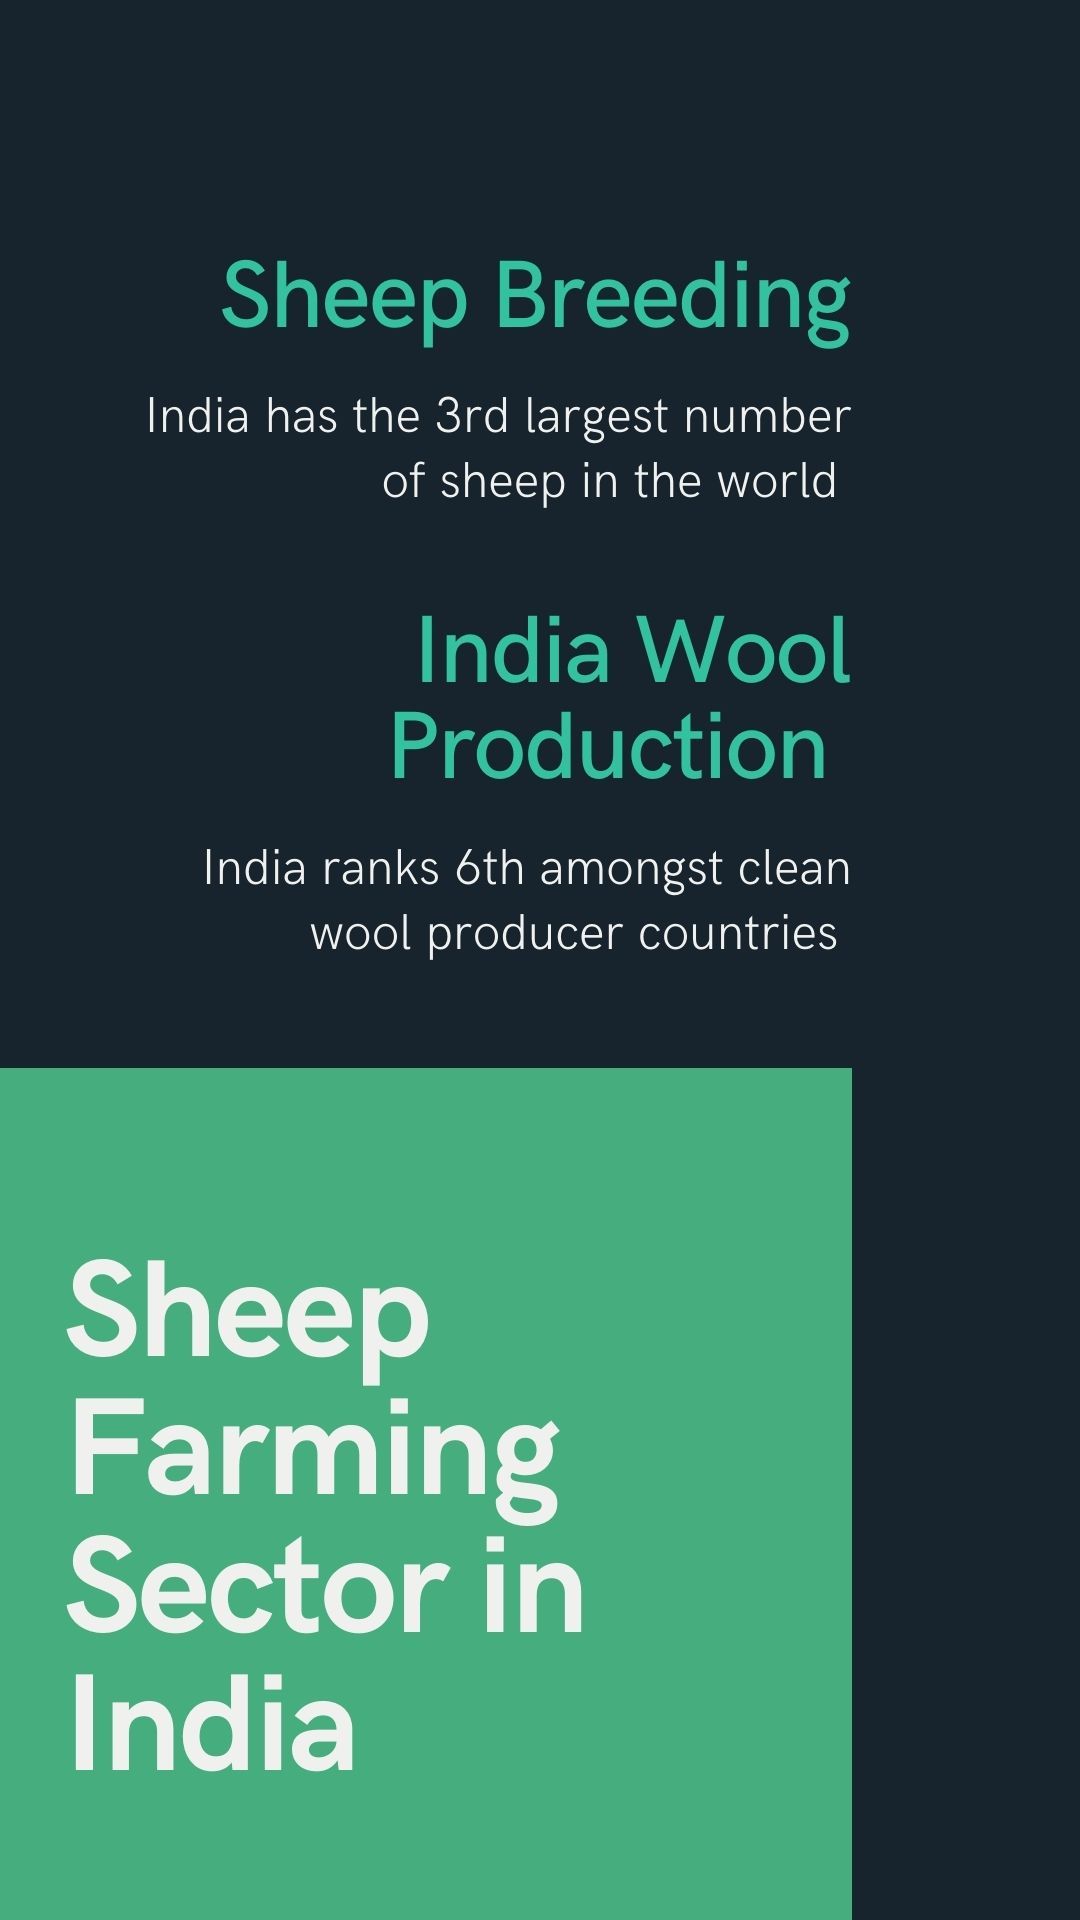 Sheep Breeding
India has the 3rd largest number
of sheep in the world
India Wool
Production
India ranks 6th amongst clean
wool producer countries
Sheep
Farming
Sector in
India